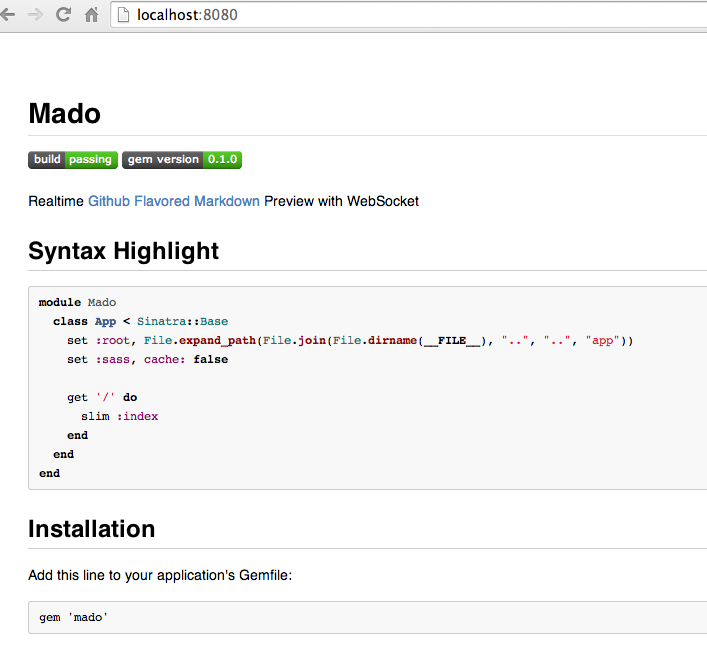 localhost:8080
Mado
build passing gem version 0.1.0
Realtime Github Flavored Markdown Preview with WebSocket
Syntax Highlight
module Mado
  class App < Sinatra::Base
    set :root, File.expand_path(File.join(File.dirname(__FILE__), "..", "..", "app"))
    set :sass, cache: false
    get '/' do
      slim :index
    end
  end
end
Installation
Add this line to your application's Gemfile:
gem 'mado'